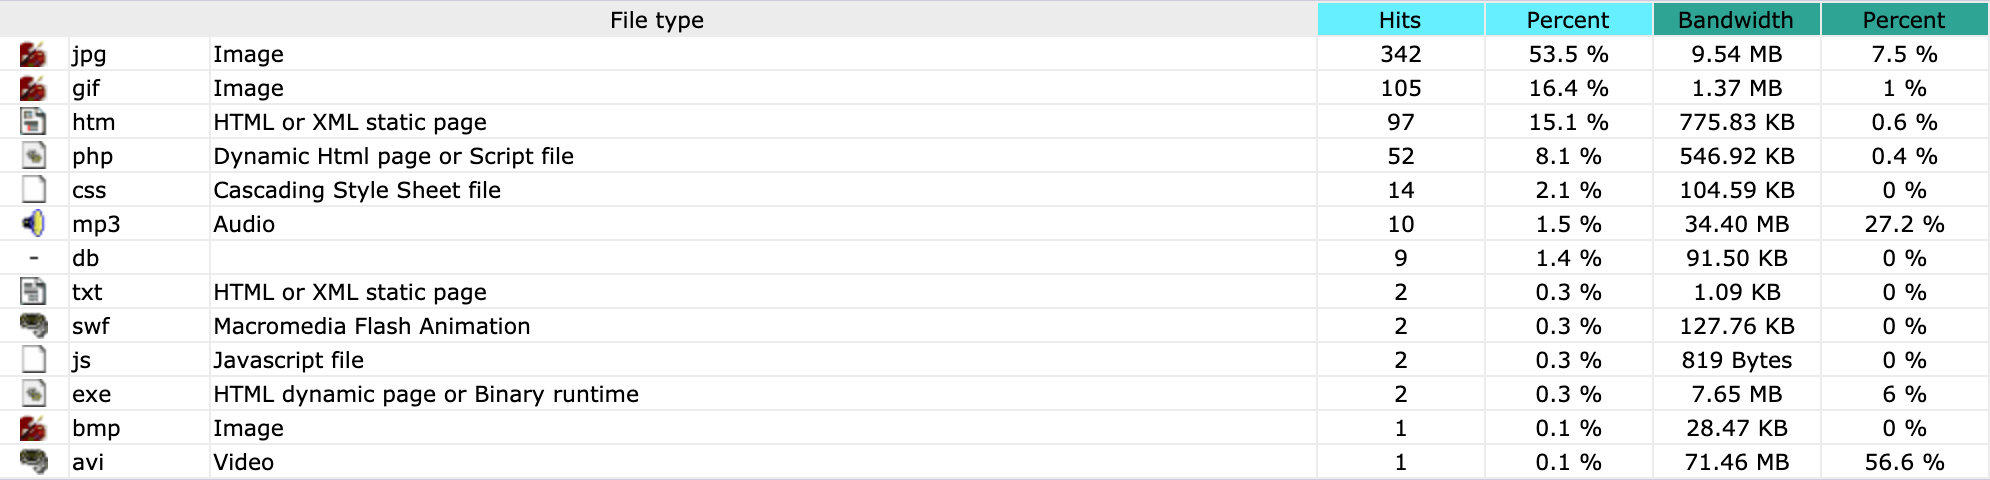 File type Hits Percent Bandwidth Percent
jpg Image 342 53.5 % 9.54 MB 7.5 %
gif Image 105 16.4 % 1.37 MB 1 %
htm HTML or XML static page 97 15.1 % 775.83 KB 0.6 %
php Dynamic Html page or Script file 52 8.1 % 546.92 KB 0.4 %
css Cascading Style Sheet file 14 2.1 % 104.59 KB 0 %
mp3 Audio 10 1.5 % 34.40 MB 27.2 %
- db 9 1.4 % 91.50 KB 0 %
txt HTML or XML static page 2 0.3 % 1.09 KB 0 %
swf Macromedia Flash Animation 2 0.3 % 127.76 KB 0 %
js Javascript file 2 0.3 % 819 Bytes 0 %
exe HTML dynamic page or Binary runtime 2 0.3 % 7.65 MB 6 %
bmp Image 1 0.1 % 28.47 KB 0 %
avi Video 1 0.1 % 71.46 MB 56.6 %